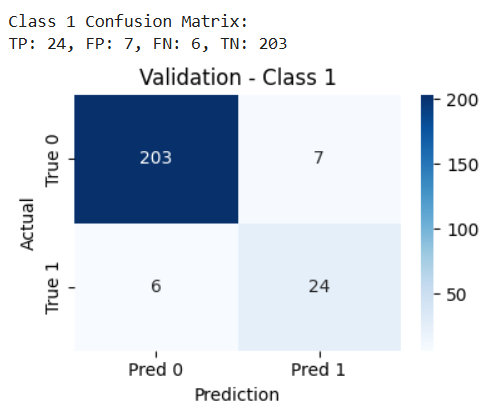 Class 1 Confusion Matrix:
TP: 24, FP: 7, FN: 6, TN: 203
Validation - Class 1
200
True 0
203
7
150
Actual
100
True 1
6
24
50
Pred 0
Pred 1
Prediction